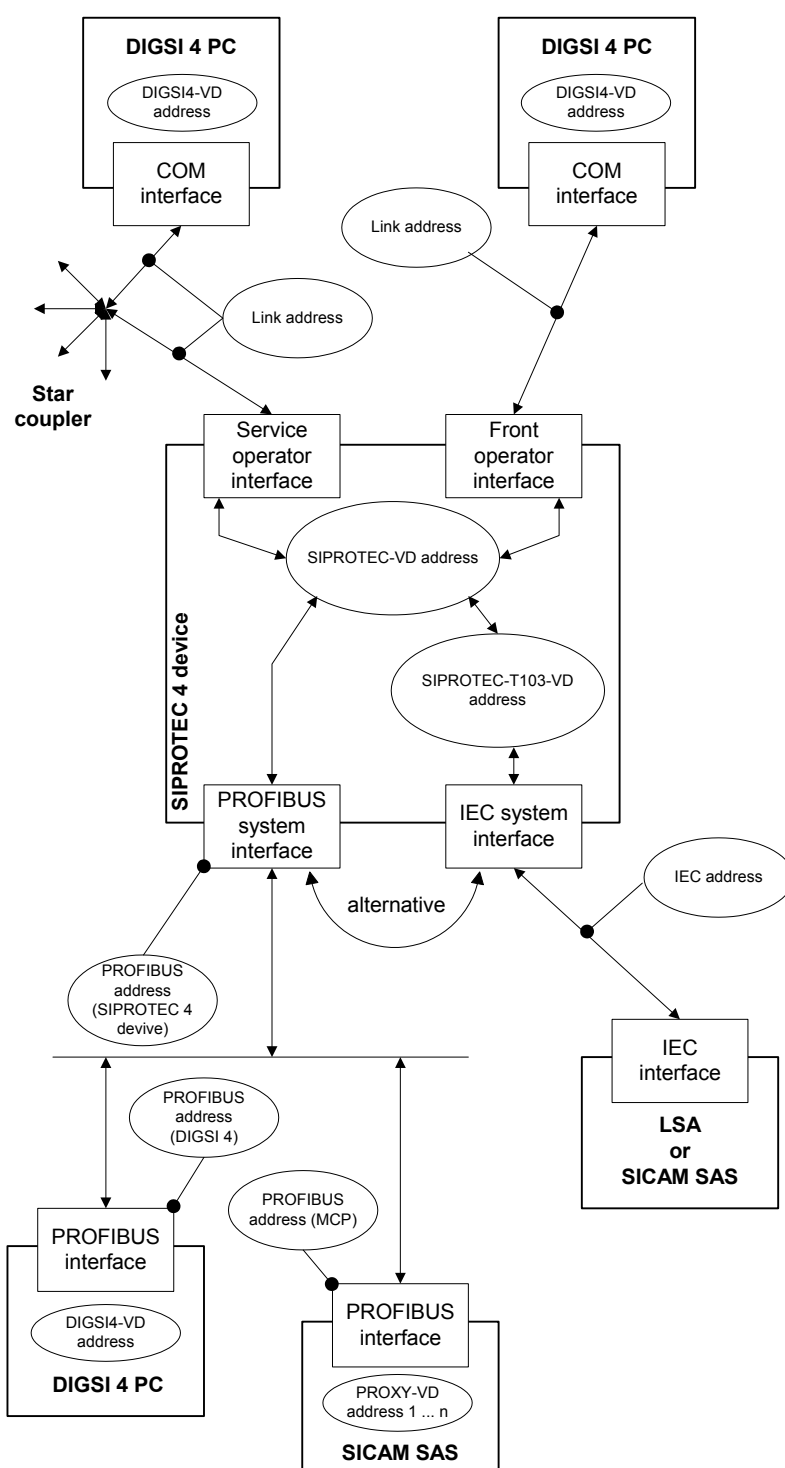 DIGSI 4 PC
DIGSI4-VD
address
COM
interface
DIGSI 4 PC
DIGSI4-VD
address
COM
interface
Link address
Link address
Star
coupler
Service
operator
interface
Front
operator
interface
SIPROTEC-VD address
SIPROTEC-T103-VD
address
SIPROTEC 4 device
PROFIBUS
system
interface
IEC system
interface
alternative
IEC address
PROFIBUS
address
(SIPROTEC 4
devive)
IEC
interface
LSA
or
SICAM SAS
PROFIBUS
address
(DIGSI 4)
PROFIBUS
address (MCP)
PROFIBUS
interface
DIGSI4-VD
address
DIGSI 4 PC
PROFIBUS
interface
PROXY-VD
address 1 ... n
SICAM SAS